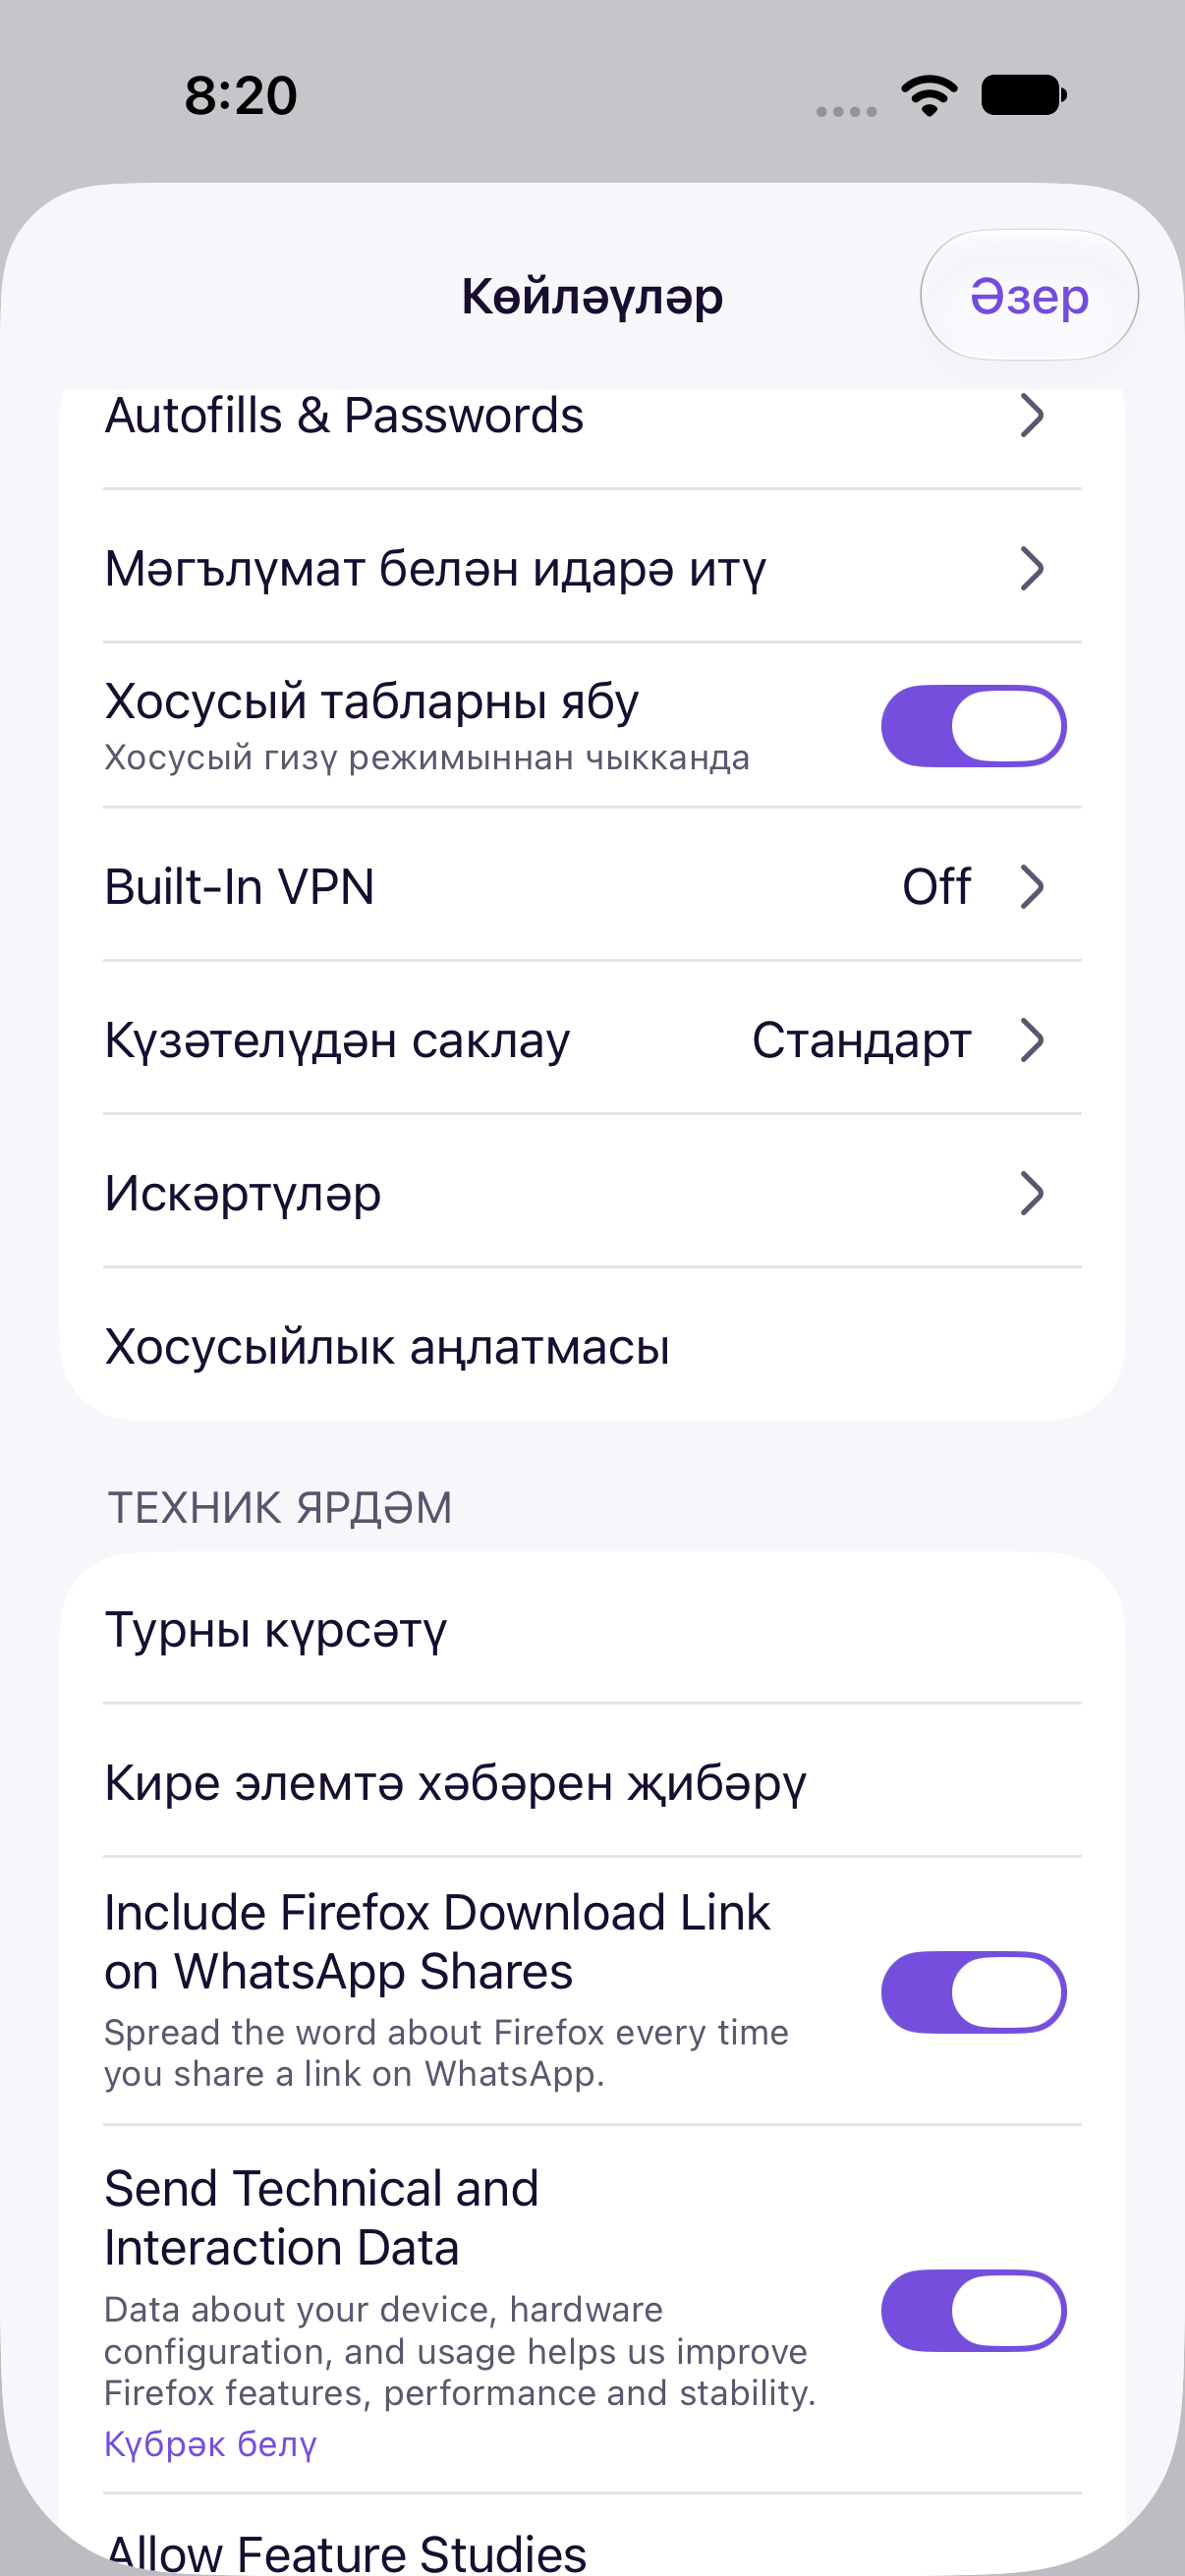 8:20
Көйләүләр
Әзер
Autofills & Passwords
Мәгълүмат белән идарә итү
Хосусый табларны ябу
Хосусый гизү режимыннан чыкканда
Built-In VPN
Off
Күзәтелүдән саклау
Стандарт
Искәртүләр
Хосусыйлык аңлатмасы
ТЕХНИК ЯРДӘМ
Турны күрсәтү
Кире элемтә хәбәрен җибәрү
Include Firefox Download Link
on WhatsApp Shares
Spread the word about Firefox every time
you share a link on WhatsApp.
Send Technical and
Interaction Data
Data about your device, hardware
configuration, and usage helps us improve
Firefox features, performance and stability.
Күбрәк белү
Allow Feature Studies